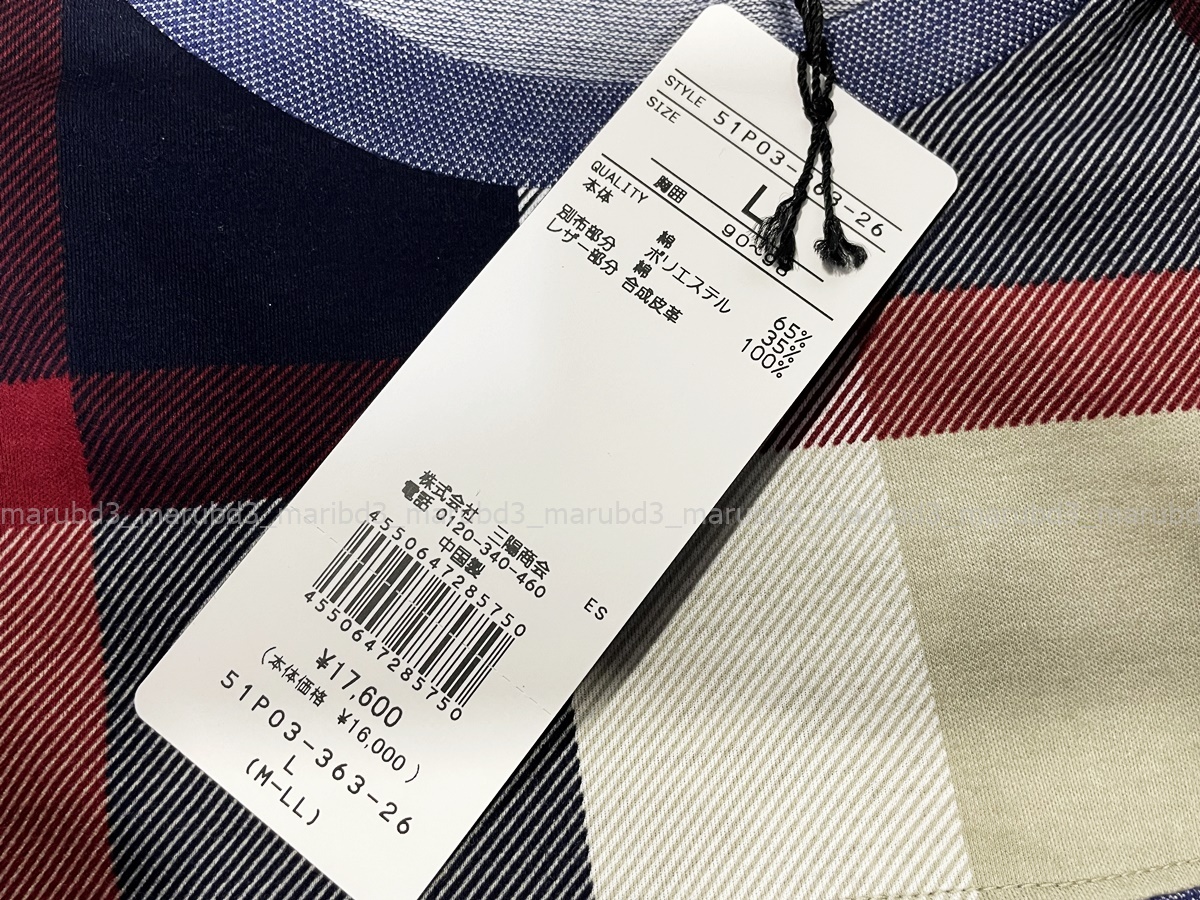 STYLE 51P03-363-26
SIZE L
胸囲 90~98
QUALITY
本体 綿 65%
ポリエステル 35%
別布部分 綿 100%
レザー部分 合成皮革
株式会社 三陽商会
電話 0120-340-460
中国製 ES
4550647285750
4550647285750
¥17,600
(本体価格 ¥16,000)
51P03-363-26
L
(M-LL)
marubd3_marubd3_maribd3_marubd3_marubd3_maru